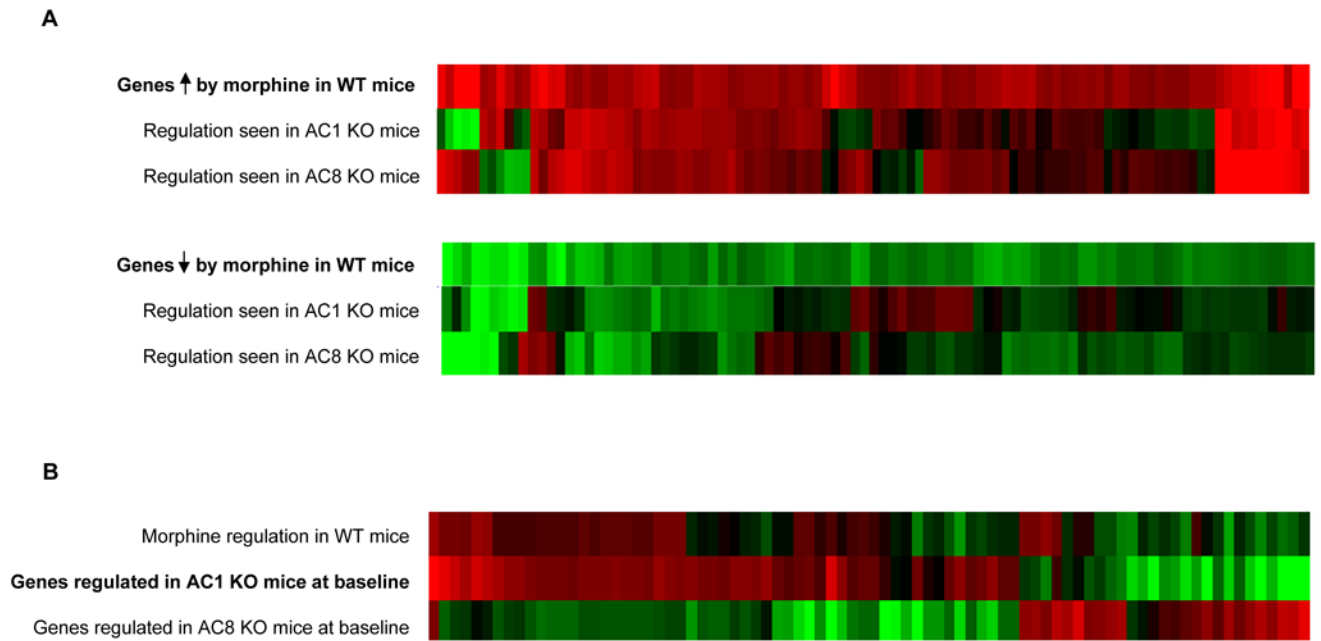 A
Genes ↑ by morphine in WT mice
Regulation seen in AC1 KO mice
Regulation seen in AC8 KO mice
Genes ↓ by morphine in WT mice
Regulation seen in AC1 KO mice
Regulation seen in AC8 KO mice
B
Morphine regulation in WT mice
Genes regulated in AC1 KO mice at baseline
Genes regulated in AC8 KO mice at baseline